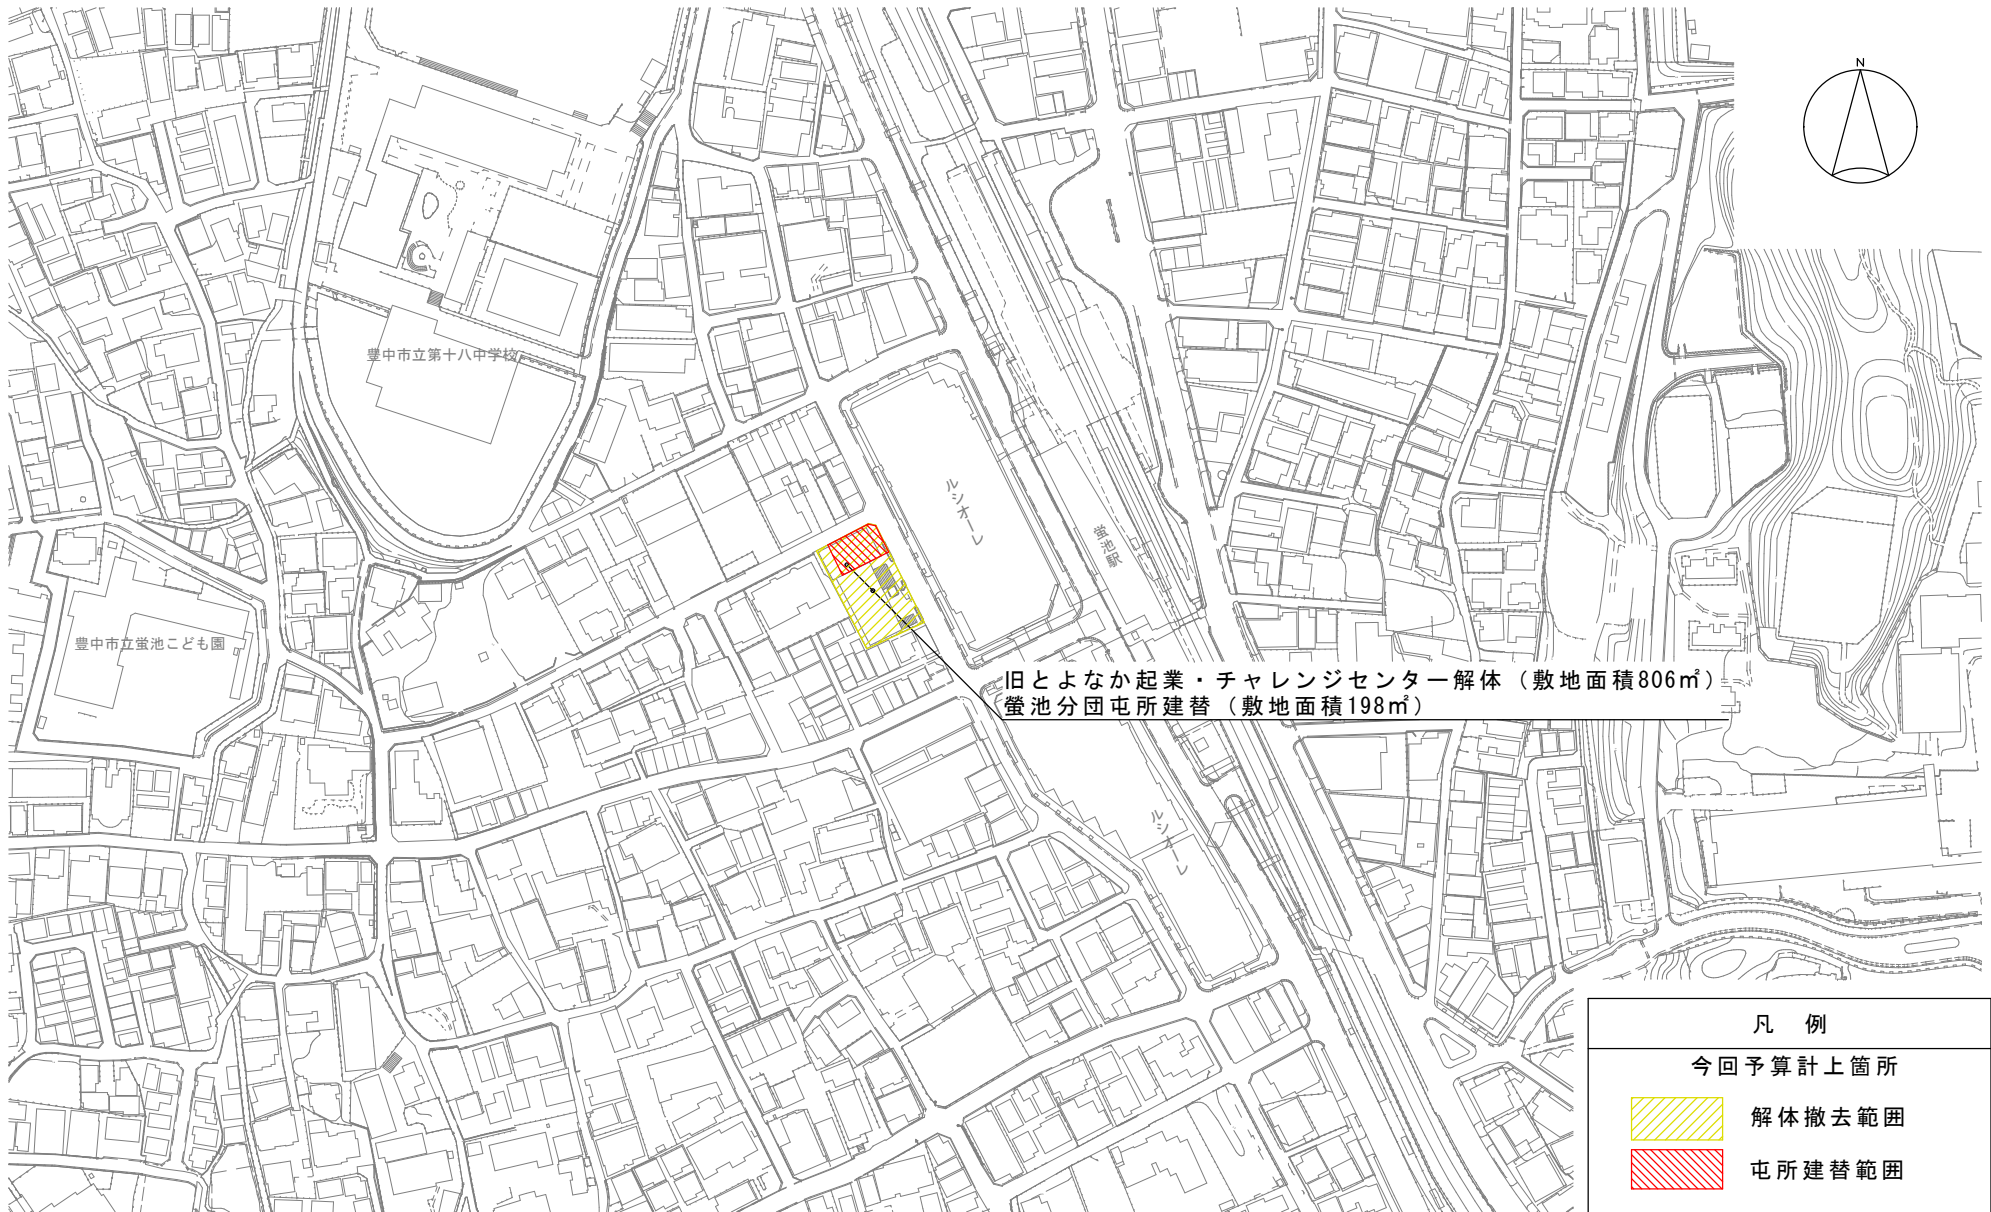 N
豊中市立第十八中学校
ルシオーレ
蛍池駅
豊中市立蛍池こども園
旧とよなか起業・チャレンジセンター解体（敷地面積806㎡）
螢池分団屯所建替（敷地面積198㎡）
ルシオーレ
凡　例
今回予算計上箇所
解体撤去範囲
屯所建替範囲